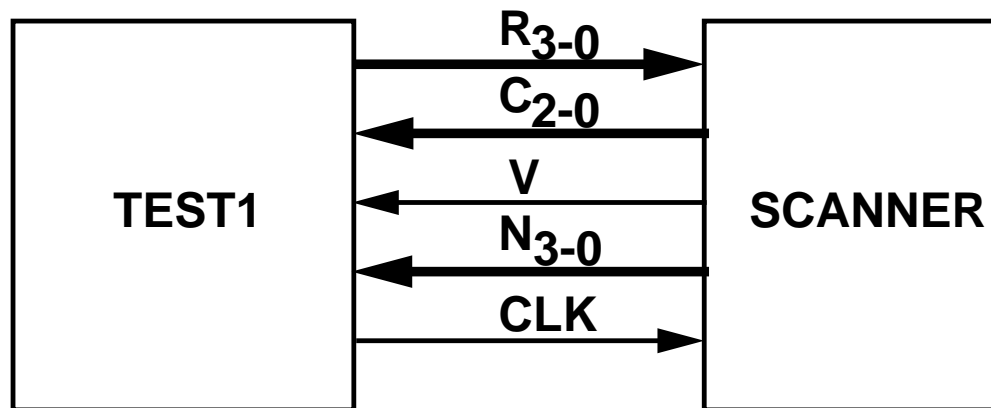 R3-0
C2-0
V
TEST1
SCANNER
N3-0
CLK